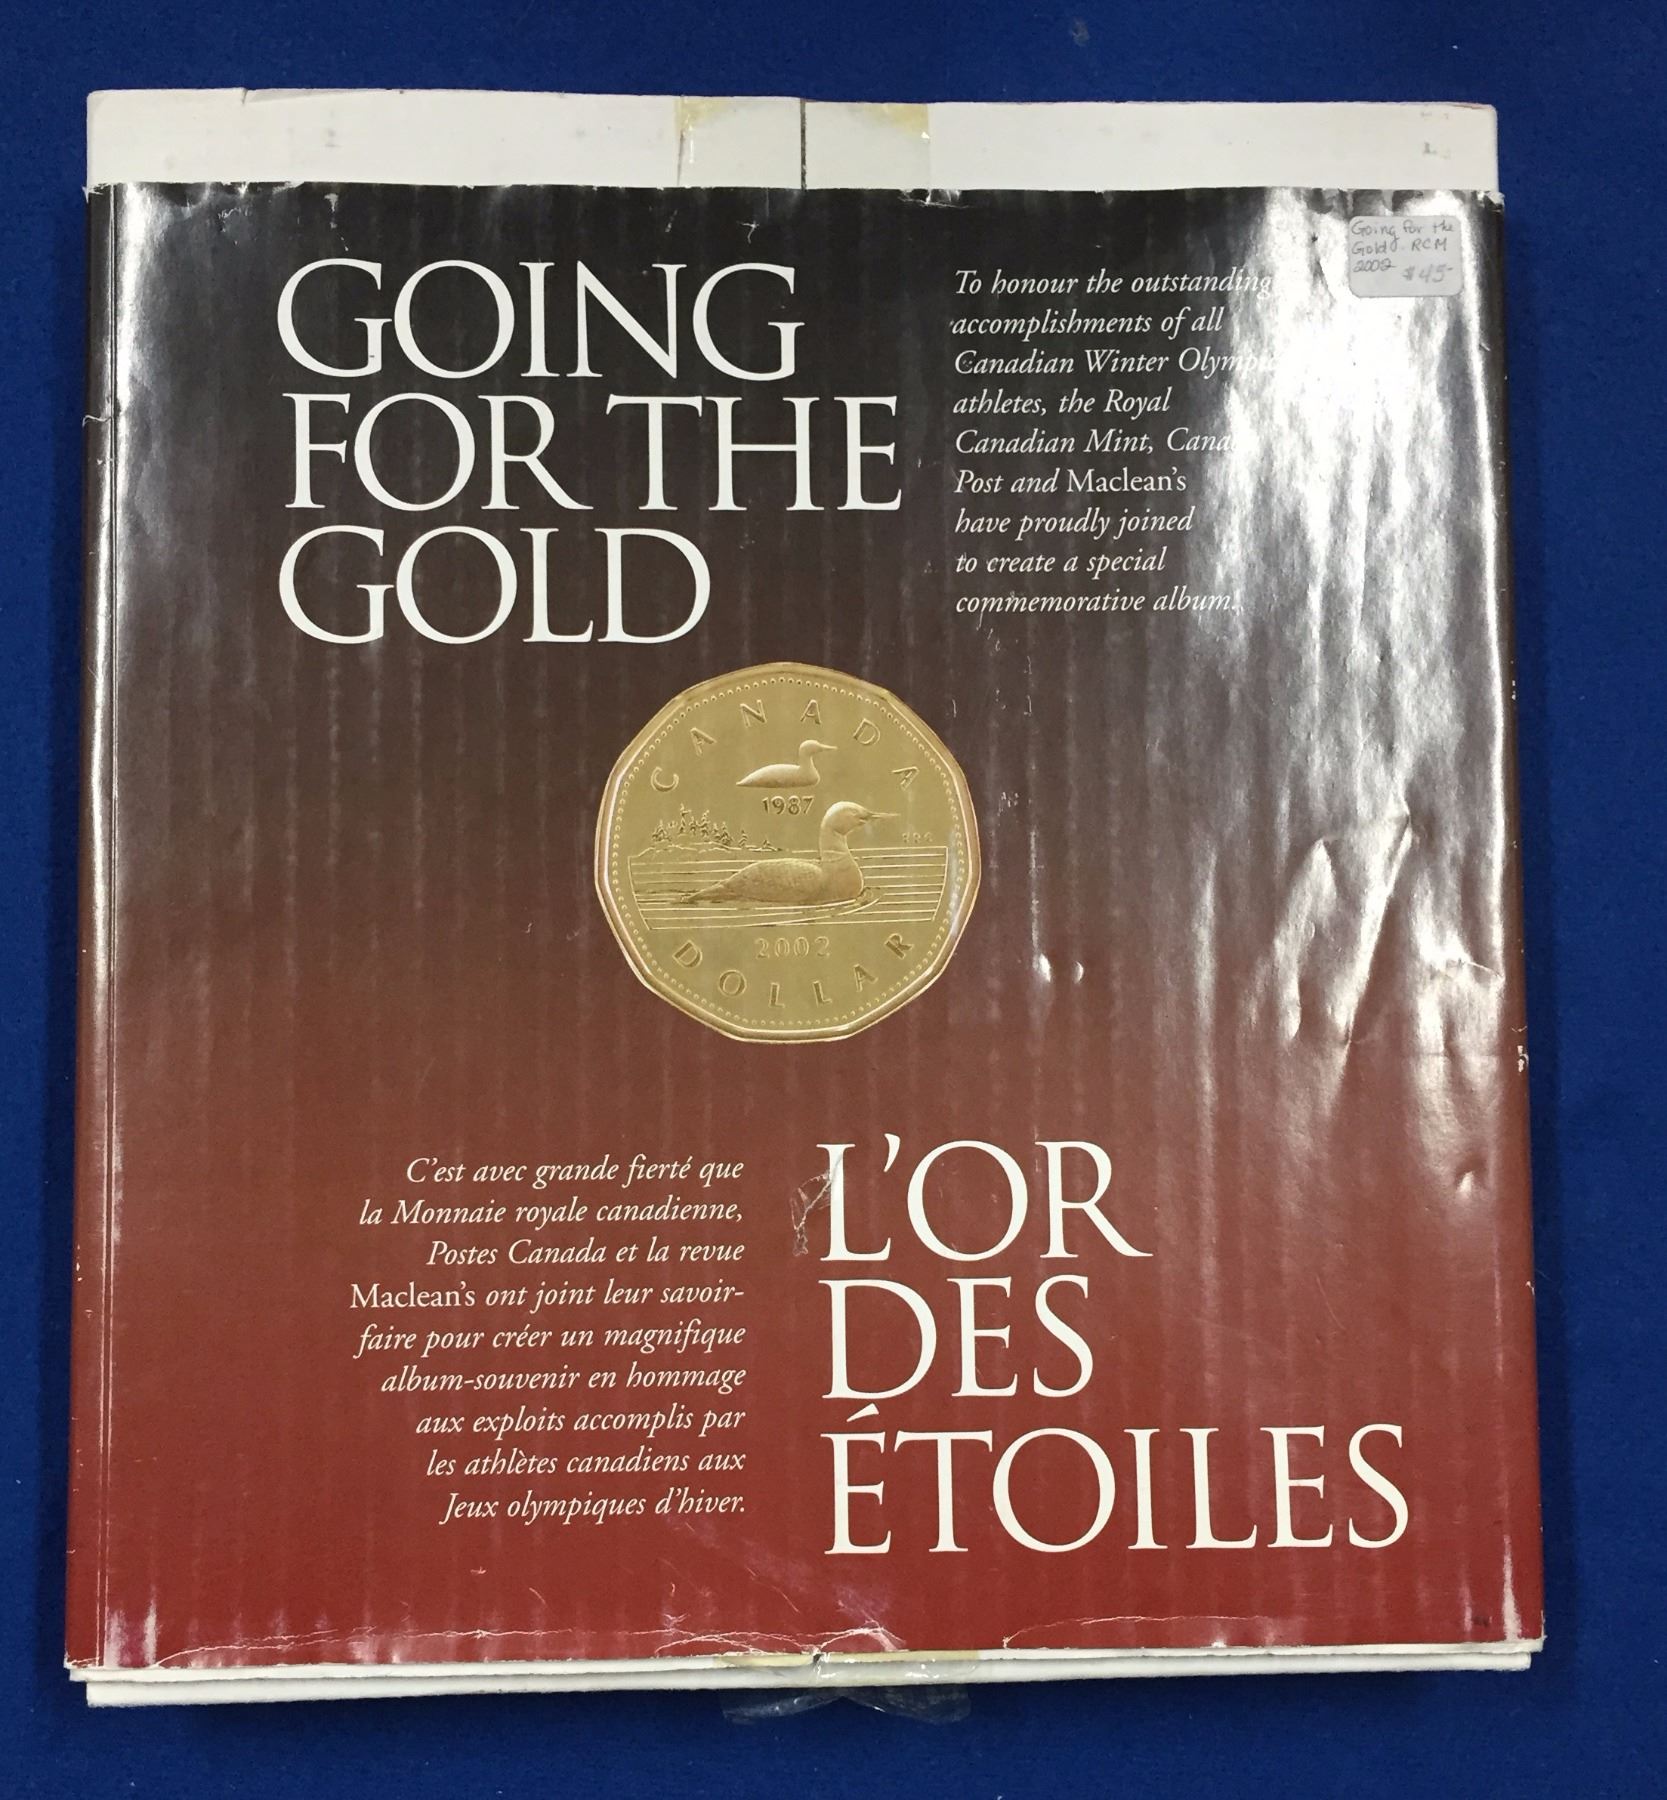 GOING
FOR THE
GOLD
To honour the outstanding
accomplishments of all
Canadian Winter Olympic
athletes, the Royal
Canadian Mint, Canada
Post and Maclean's
have proudly joined
to create a special
commemorative album.
Going for the
Gold. RCM
2002 $45-
CANADA
1987
2002
DOLLAR
C'est avec grande fierté que
la Monnaie royale canadienne,
Postes Canada et la revue
Maclean's ont joint leur savoir-
faire pour créer un magnifique
album-souvenir en hommage
aux exploits accomplis par
les athlètes canadiens aux
Jeux olympiques d'hiver.
L'OR
DES
ÉTOILES